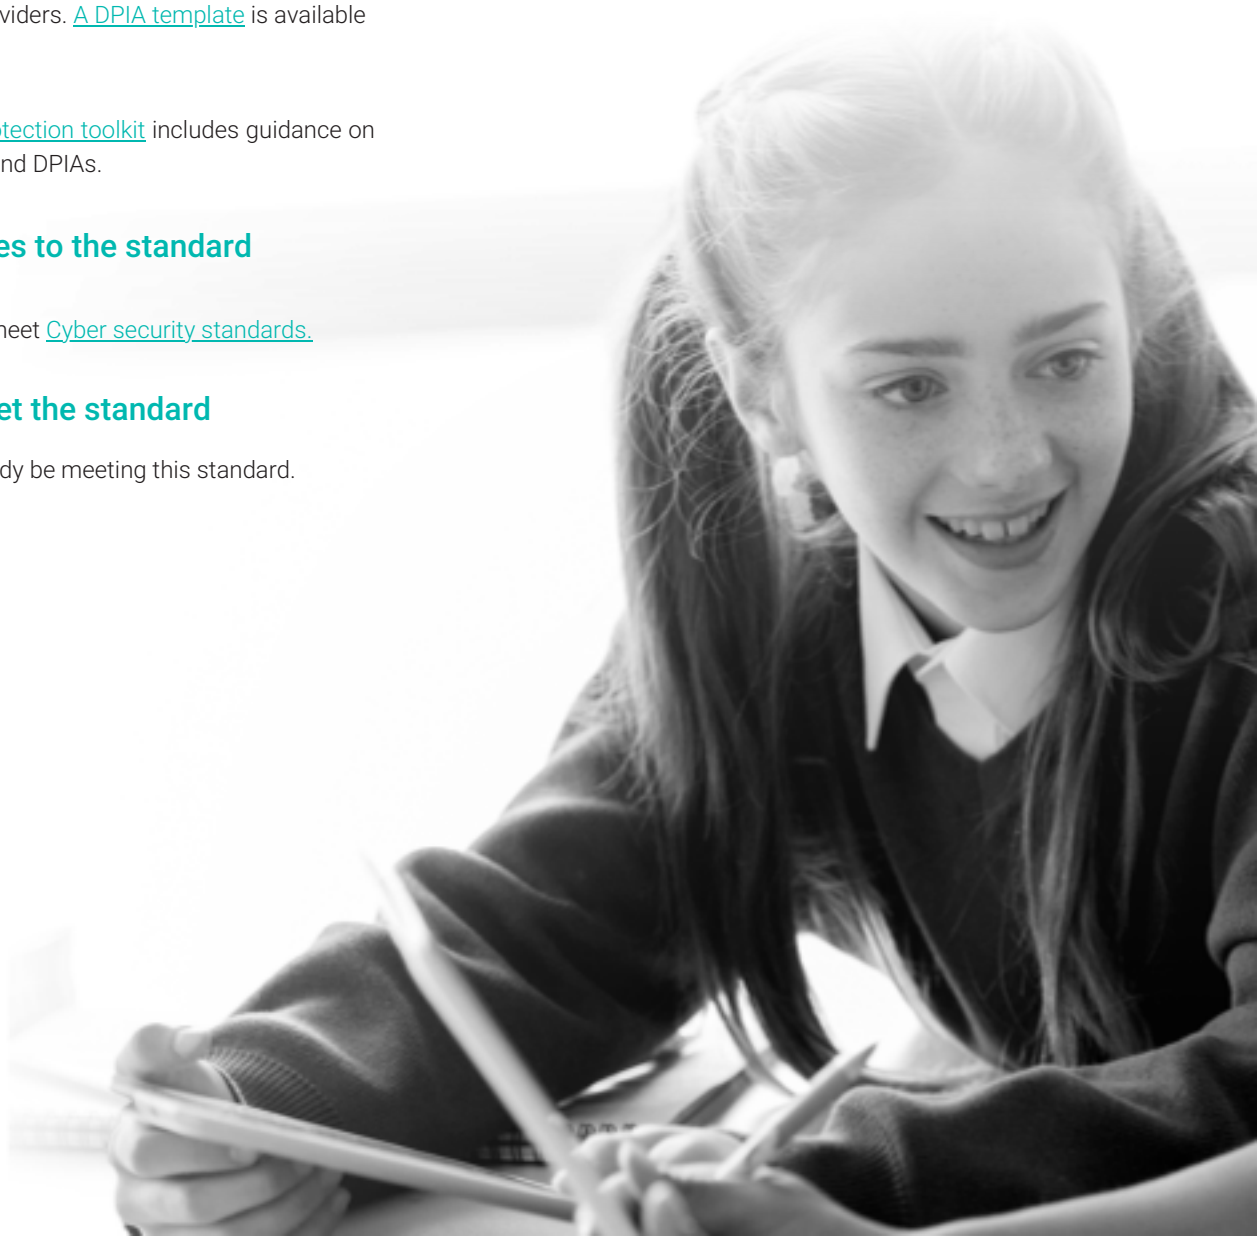 viders. A DPIA template is available
otection toolkit includes guidance on
nd DPIAs.
es to the standard
neet Cyber security standards.
et the standard
dy be meeting this standard.